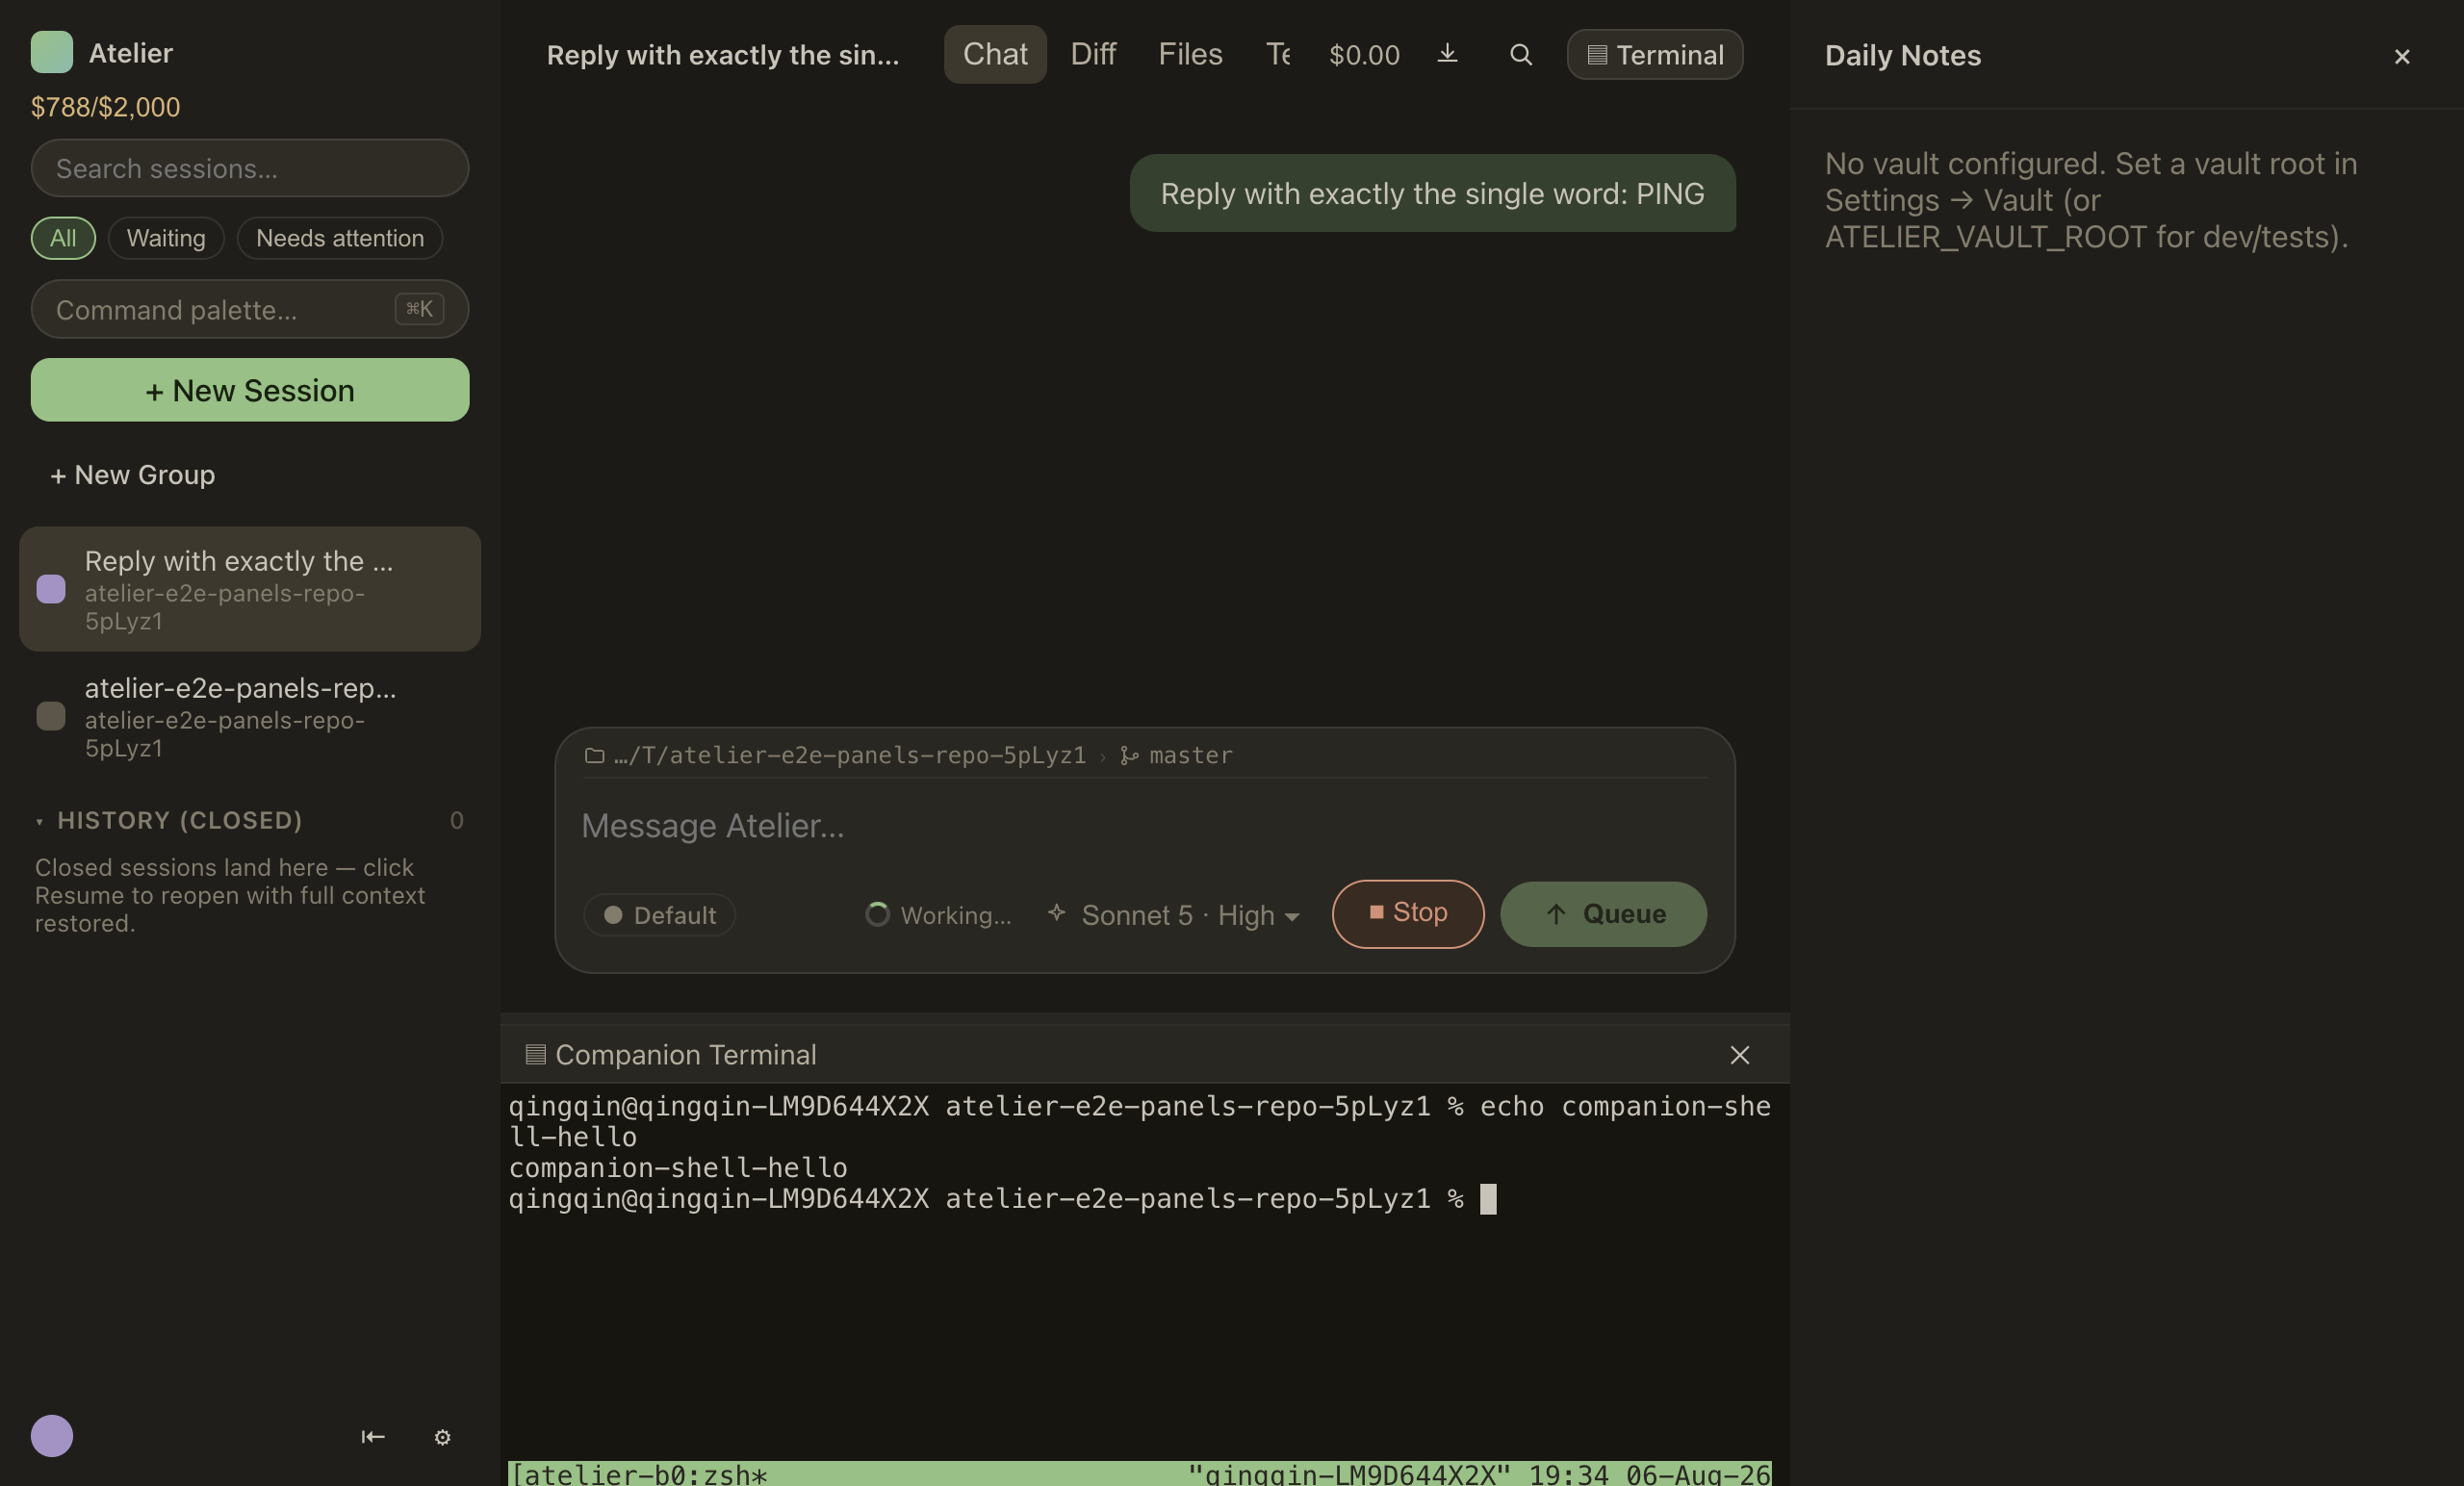 Atelier
$788/$2,000
Search sessions...
All
Waiting
Needs attention
Command palette... ⌘K
+ New Session
+ New Group
Reply with exactly the ...
atelier-e2e-panels-repo-
5pLyz1
atelier-e2e-panels-rep...
atelier-e2e-panels-repo-
5pLyz1
HISTORY (CLOSED) 0
Closed sessions land here — click
Resume to reopen with full context
restored.
Reply with exactly the sin...
Chat
Diff
Files
$0.00
Terminal
Reply with exactly the single word: PING
…/T/atelier-e2e-panels-repo-5pLyz1 › master
Message Atelier...
Default
Working...
Sonnet 5 · High
Stop
↑ Queue
Companion Terminal
qingqin@qingqin-LM9D644X2X atelier-e2e-panels-repo-5pLyz1 % echo companion-she
ll-hello
companion-shell-hello
qingqin@qingqin-LM9D644X2X atelier-e2e-panels-repo-5pLyz1 %
[atelier-b0:zsh* "qingqin-LM9D644X2X" 19:34 06-Aug-26
Daily Notes
No vault configured. Set a vault root in
Settings → Vault (or
ATELIER_VAULT_ROOT for dev/tests).